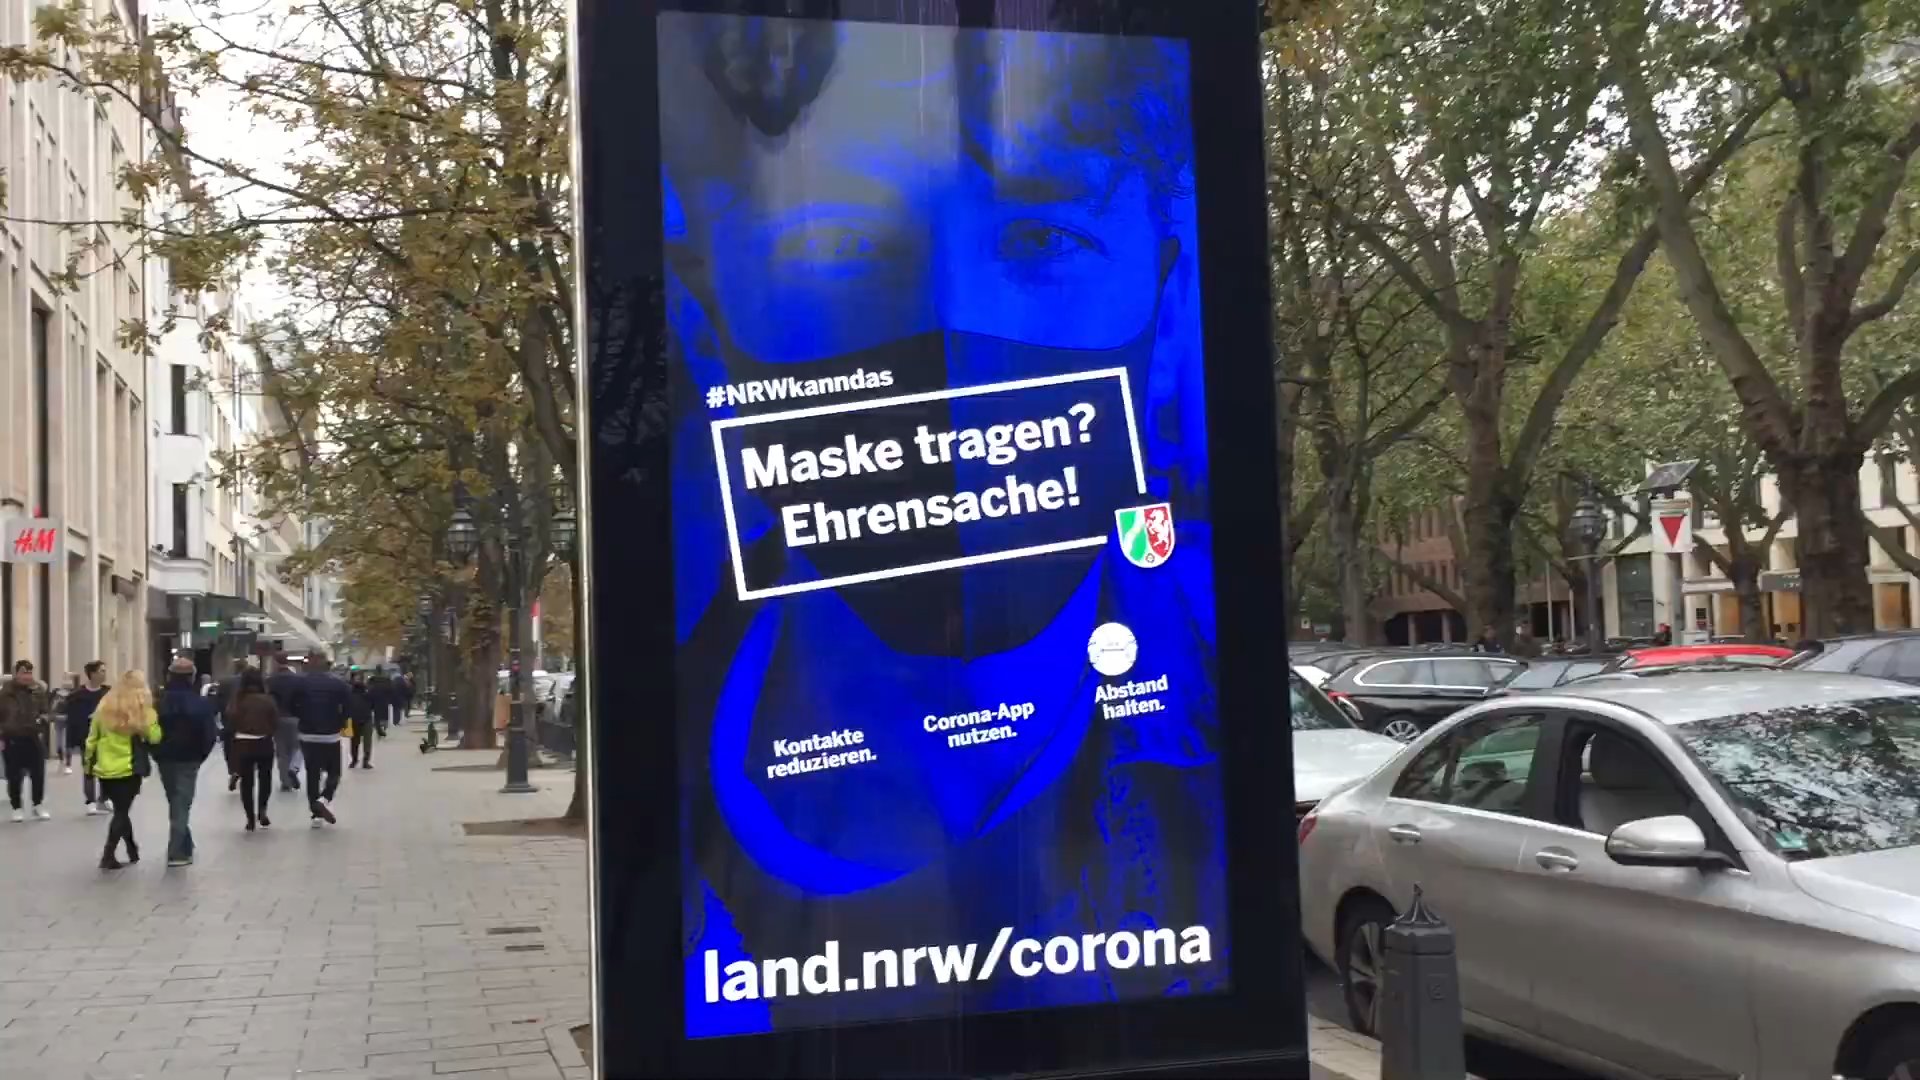 #NRWkanndas
Maske tragen?
Ehrensache!
Abstand
halten.
Corona-App
nutzen.
Kontakte
reduzieren.
land.nrw/corona
H&M